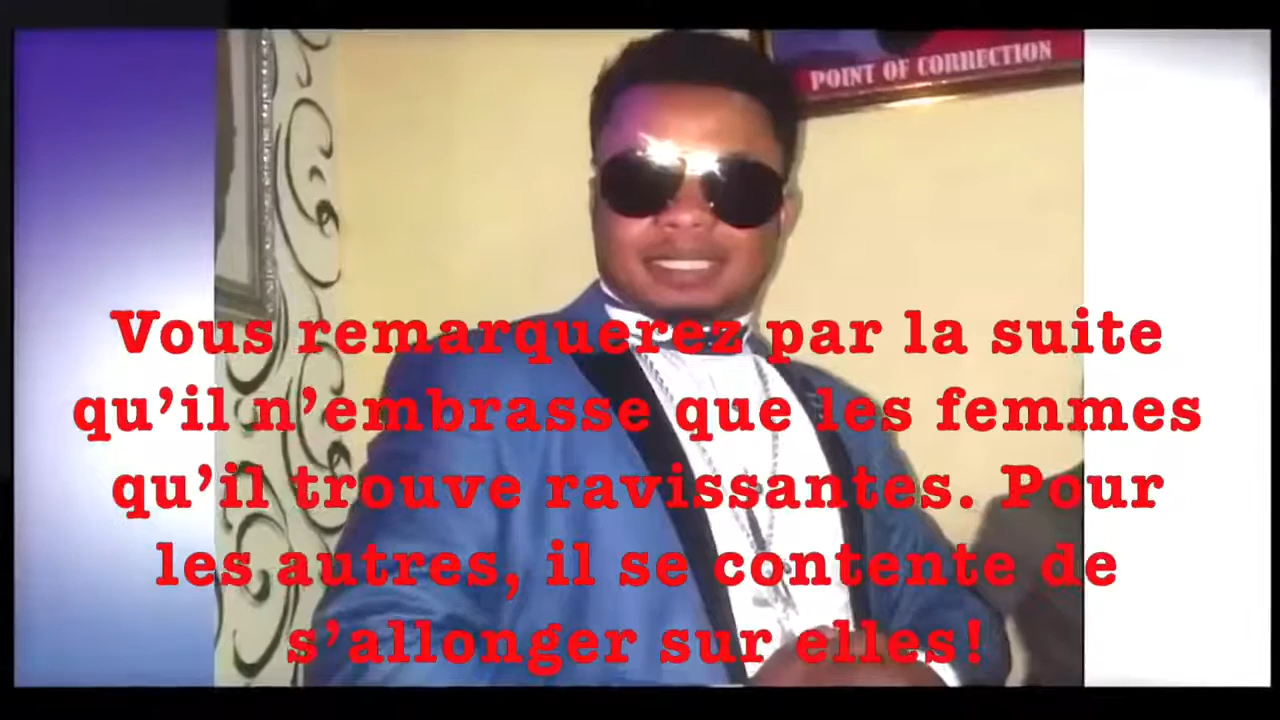 POINT OF CORRECTION
Vous remarquerez par la suite
qu’il n’embrasse que les femmes
qu’il trouve ravissantes. Pour
les autres, il se contente de
s’allonger sur elles!